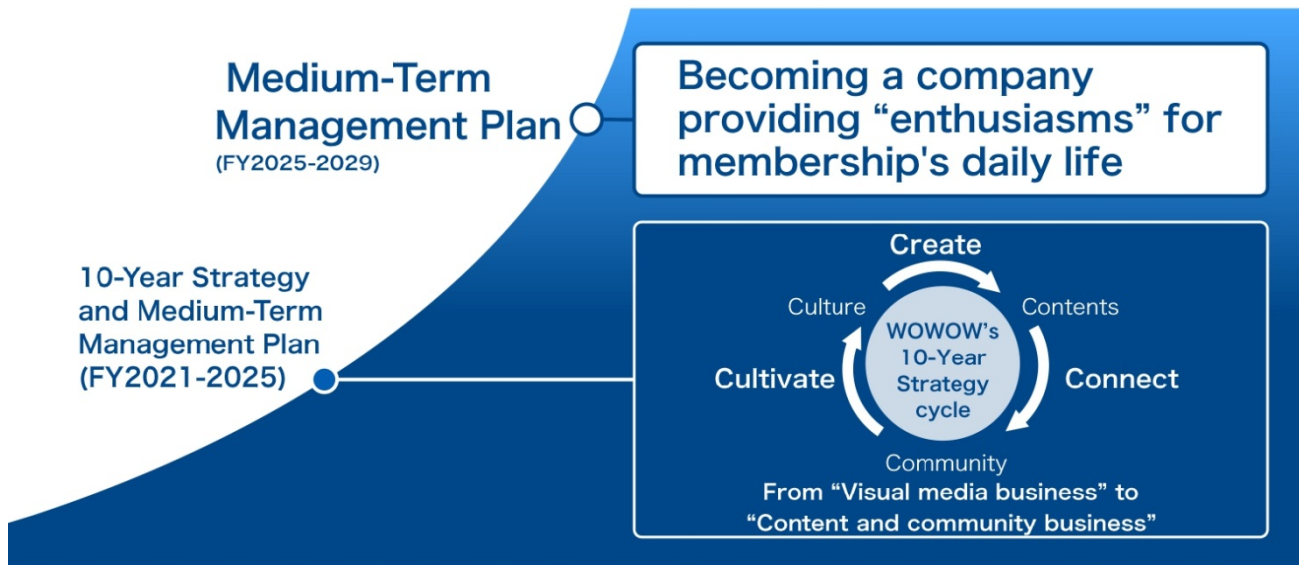 Medium-Term
Management Plan
(FY2025-2029)
Becoming a company
providing “enthusiasms” for
membership's daily life
10-Year Strategy
and Medium-Term
Management Plan
(FY2021-2025)
Create
Culture
Contents
WOWOW’s
10-Year
Strategy
cycle
Cultivate
Connect
Community
From “Visual media business” to
“Content and community business”